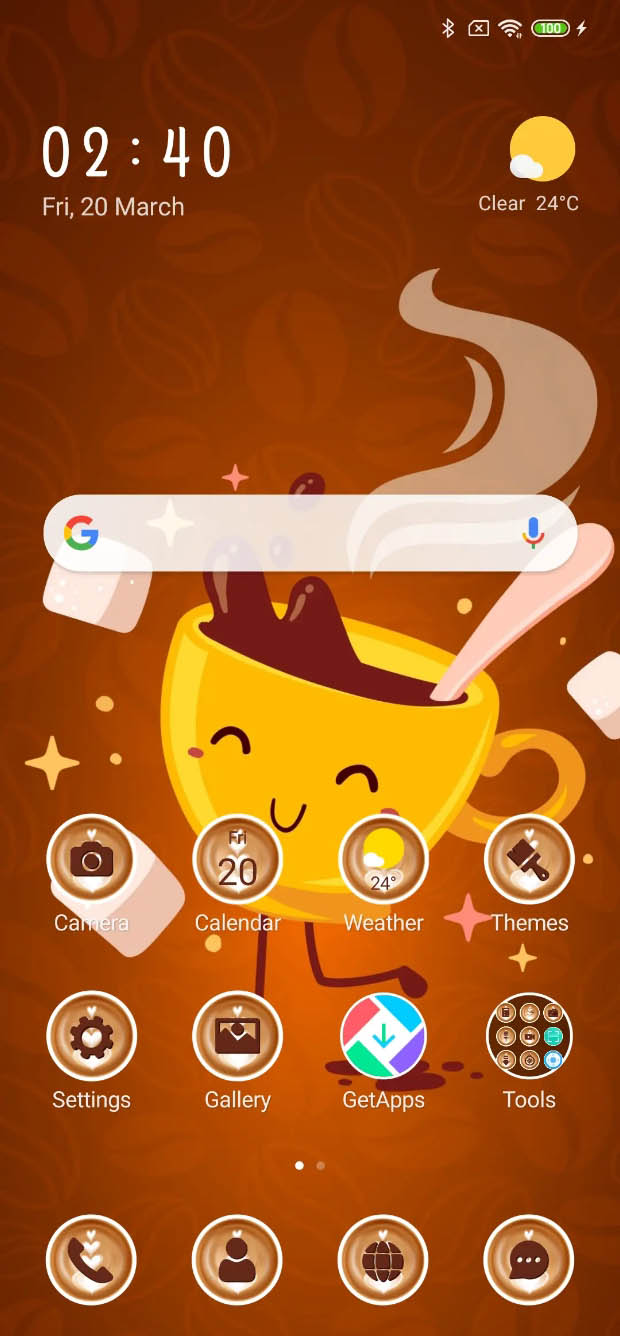 100
02:40
Fri, 20 March
Clear 24°C
Fri
20
24°
Camera
Calendar
Weather
Themes
Settings
Gallery
GetApps
Tools